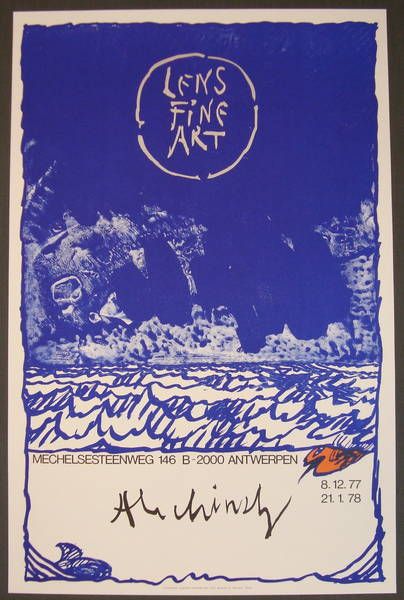 LENS
FiNE
ART
MECHELSESTEENWEG 146 B-2000 ANTWERPEN
8.12.77
21.1.78
Alechinsky